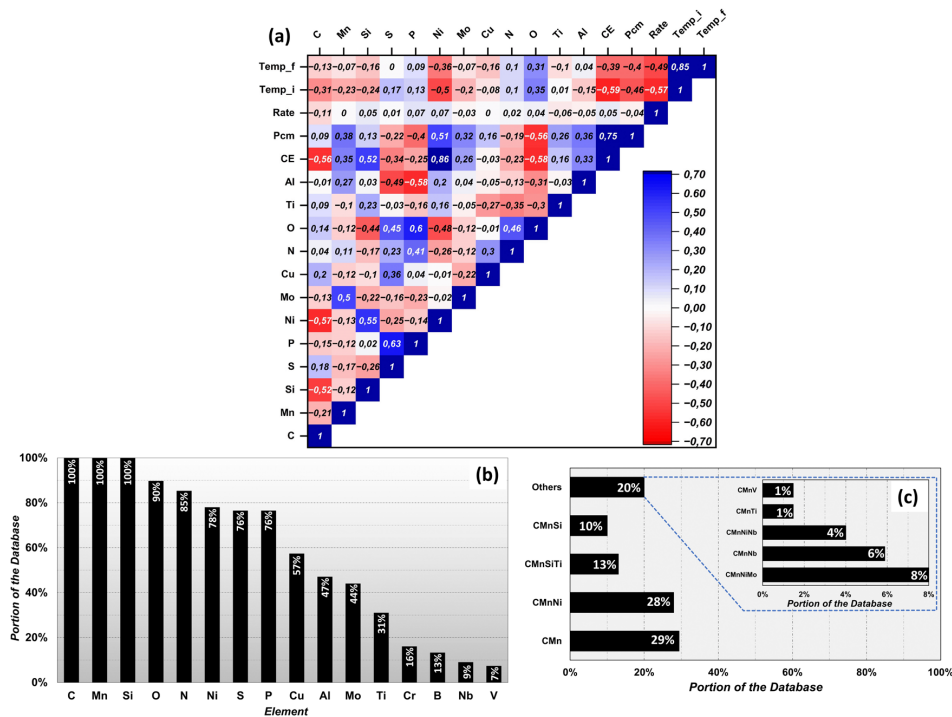 (a)
C Mn Si S P Ni Mo Cu N O Ti Al CE Pcm Rate Temp_i Temp_f
Temp_f −0,13 −0,07 −0,16 0 0,09 −0,36 −0,07 −0,16 0,1 0,31 −0,1 0,04 −0,39 −0,4 −0,49 0,85 1
Temp_i −0,31 −0,23 −0,24 0,17 0,13 −0,5 −0,2 −0,08 0,1 0,35 0,01 −0,15 −0,59 −0,46 −0,57 1
Rate −0,11 0 0,05 0,01 0,07 0,07 −0,03 0 0,02 0,04 −0,06 −0,05 0,05 −0,04 1
Pcm 0,09 0,38 0,13 −0,22 −0,4 0,51 0,32 0,16 −0,19 −0,56 0,26 0,36 0,75 1
CE −0,56 0,35 0,52 −0,34 −0,25 0,86 0,26 −0,03 −0,23 −0,58 0,16 0,33 1
Al −0,01 0,27 0,03 −0,49 −0,58 0,2 0,04 −0,05 −0,13 −0,31 −0,03 1
Ti 0,09 −0,1 0,23 −0,03 −0,16 0,16 −0,05 −0,27 −0,35 −0,3 1
O 0,14 −0,12 −0,44 0,45 0,6 −0,48 −0,12 −0,01 0,46 1
N 0,04 0,11 −0,17 0,23 0,41 −0,26 −0,12 0,3 1
Cu 0,2 −0,12 −0,1 0,36 0,04 −0,01 −0,22 1
Mo −0,13 0,5 −0,22 −0,16 −0,23 −0,02 1
Ni −0,57 −0,13 0,55 −0,25 −0,14 1
P −0,15 −0,12 0,02 0,63 1
S 0,18 −0,17 −0,26 1
Si −0,52 −0,12 1
Mn −0,21 1
C 1
0,70
0,60
0,50
0,40
0,30
0,20
0,10
0,00
−0,10
−0,20
−0,30
−0,40
−0,50
−0,60
−0,70
(b)
Portion of the Database
100%
80%
60%
40%
20%
0%
100% 100% 100% 90% 85% 78% 76% 76% 57% 47% 44% 31% 16% 13% 9% 7%
C Mn Si O N Ni S P Cu Al Mo Ti Cr B Nb V
Element
(c)
Others 20%
CMnSi 10%
CMnSiTi 13%
CMnNi 28%
CMn 29%
0% 20% 40% 60% 80% 100%
Portion of the Database
CMnV 1%
CMnTi 1%
CMnNiNb 4%
CMnNb 6%
CMnNiMo 8%
0% 2% 4% 6% 8%
Portion of the Database